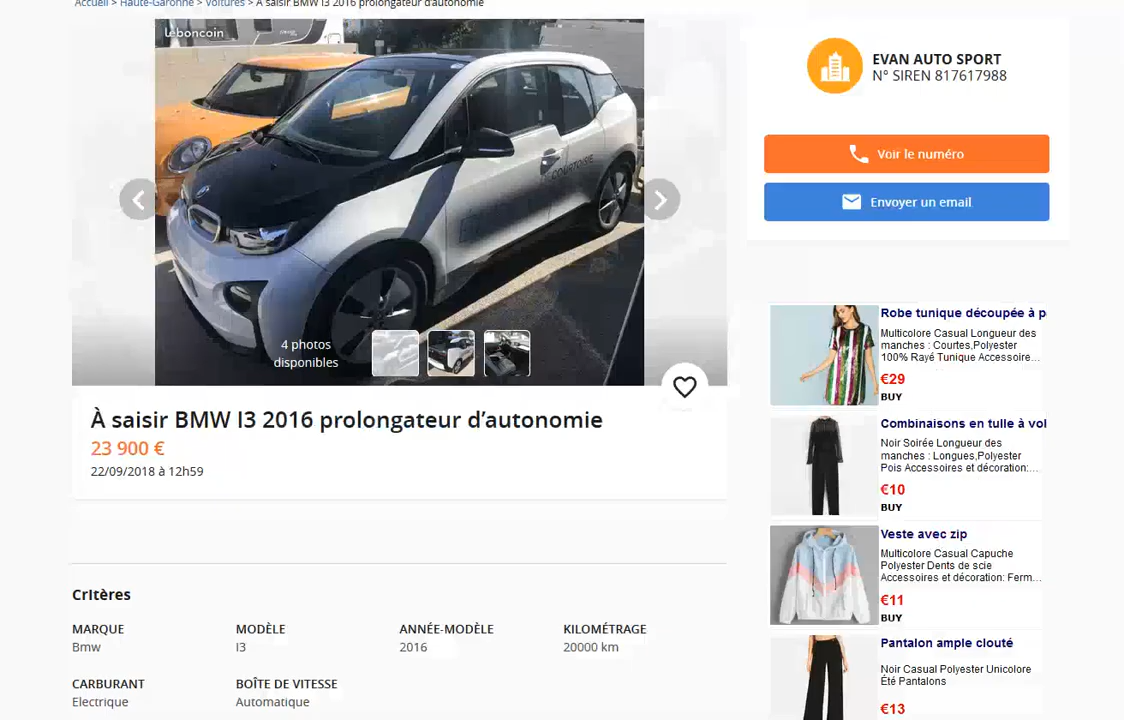 Accueil > Haute-Garonne > Voitures > À saisir BMW I3 2016 prolongateur d'autonomie
leboncoin
COURTOISIE
4 photos
disponibles
À saisir BMW I3 2016 prolongateur d'autonomie
23 900 €
22/09/2018 à 12h59
Critères
MARQUE
Bmw
MODÈLE
I3
ANNÉE-MODÈLE
2016
KILOMÉTRAGE
20000 km
CARBURANT
Electrique
BOÎTE DE VITESSE
Automatique
EVAN AUTO SPORT
N° SIREN 817617988
Voir le numéro
Envoyer un email
Robe tunique découpée à p
Multicolore Casual Longueur des
manches : Courtes,Polyester
100% Rayé Tunique Accessoire...
€29
BUY
Combinaisons en tulle à vol
Noir Soirée Longueur des
manches : Longues,Polyester
Pois Accessoires et décoration:...
€10
BUY
Veste avec zip
Multicolore Casual Capuche
Polyester Dents de scie
Accessoires et décoration: Ferm...
€11
BUY
Pantalon ample clouté
Noir Casual Polyester Unicolore
Été Pantalons
€13